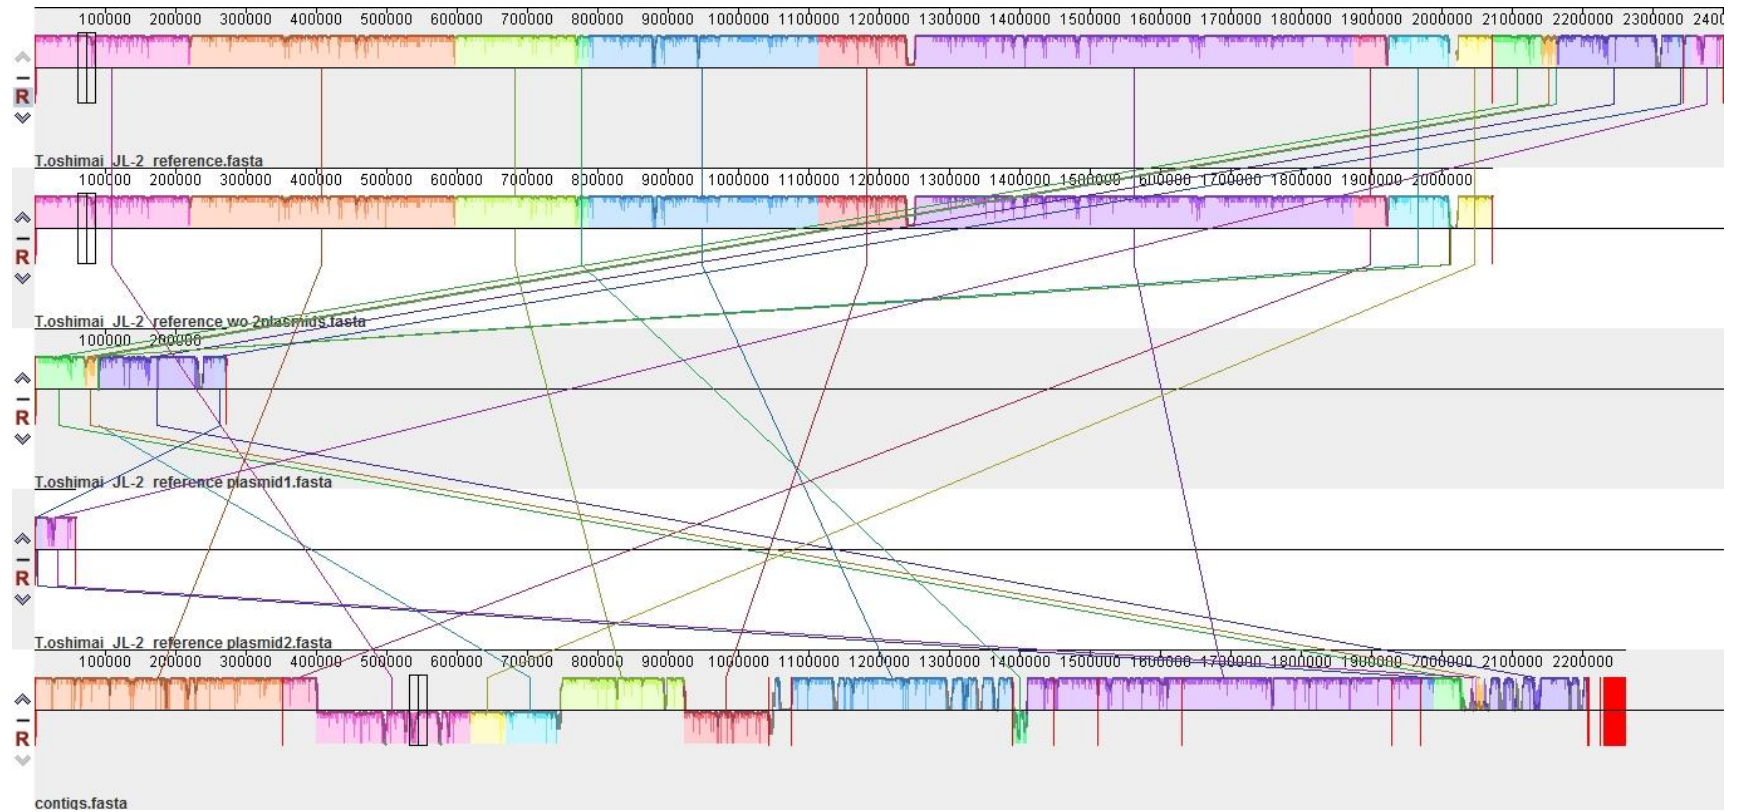 100000 200000 300000 400000 500000 600000 700000 800000 900000 1000000 1100000 1200000 1300000 1400000 1500000 1600000 1700000 1800000 1900000 2000000 2100000 2200000 2300000 2400
R
T.oshimai_JL-2_reference.fasta
100000 200000 300000 400000 500000 600000 700000 800000 900000 1000000 1100000 1200000 1300000 1400000 1500000 1600000 1700000 1800000 1900000 2000000
R
T.oshimai_JL-2_reference_wo 2plasmids.fasta
100000 200000
R
T.oshimai_JL-2_reference plasmid1.fasta
R
T.oshimai_JL-2_reference plasmid2.fasta
100000 200000 300000 400000 500000 600000 700000 800000 900000 1000000 1100000 1200000 1300000 1400000 1500000 1600000 1700000 1800000 1900000 2000000 2100000 2200000
R
contigs.fasta